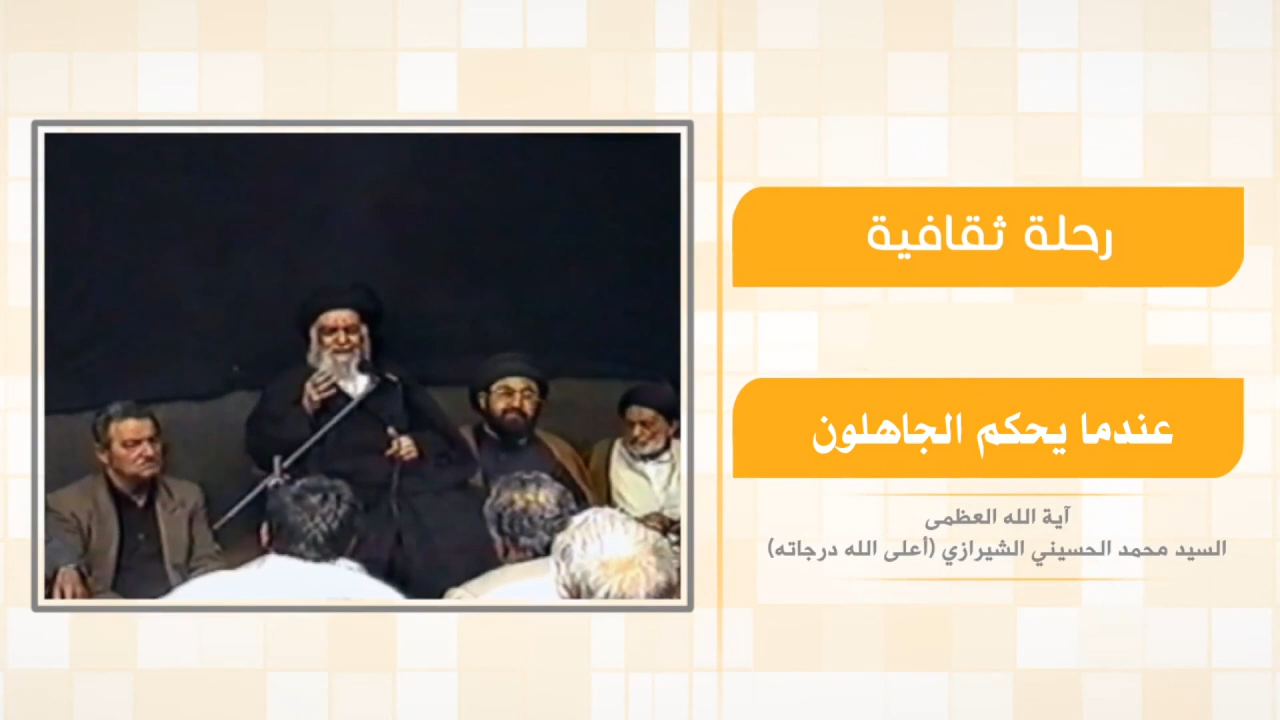 رحلة ثقافية
عندما يحكم الجاهلون
آية الله العظمى
السيد محمد الحسيني الشيرازي (أعلى الله درجاته)